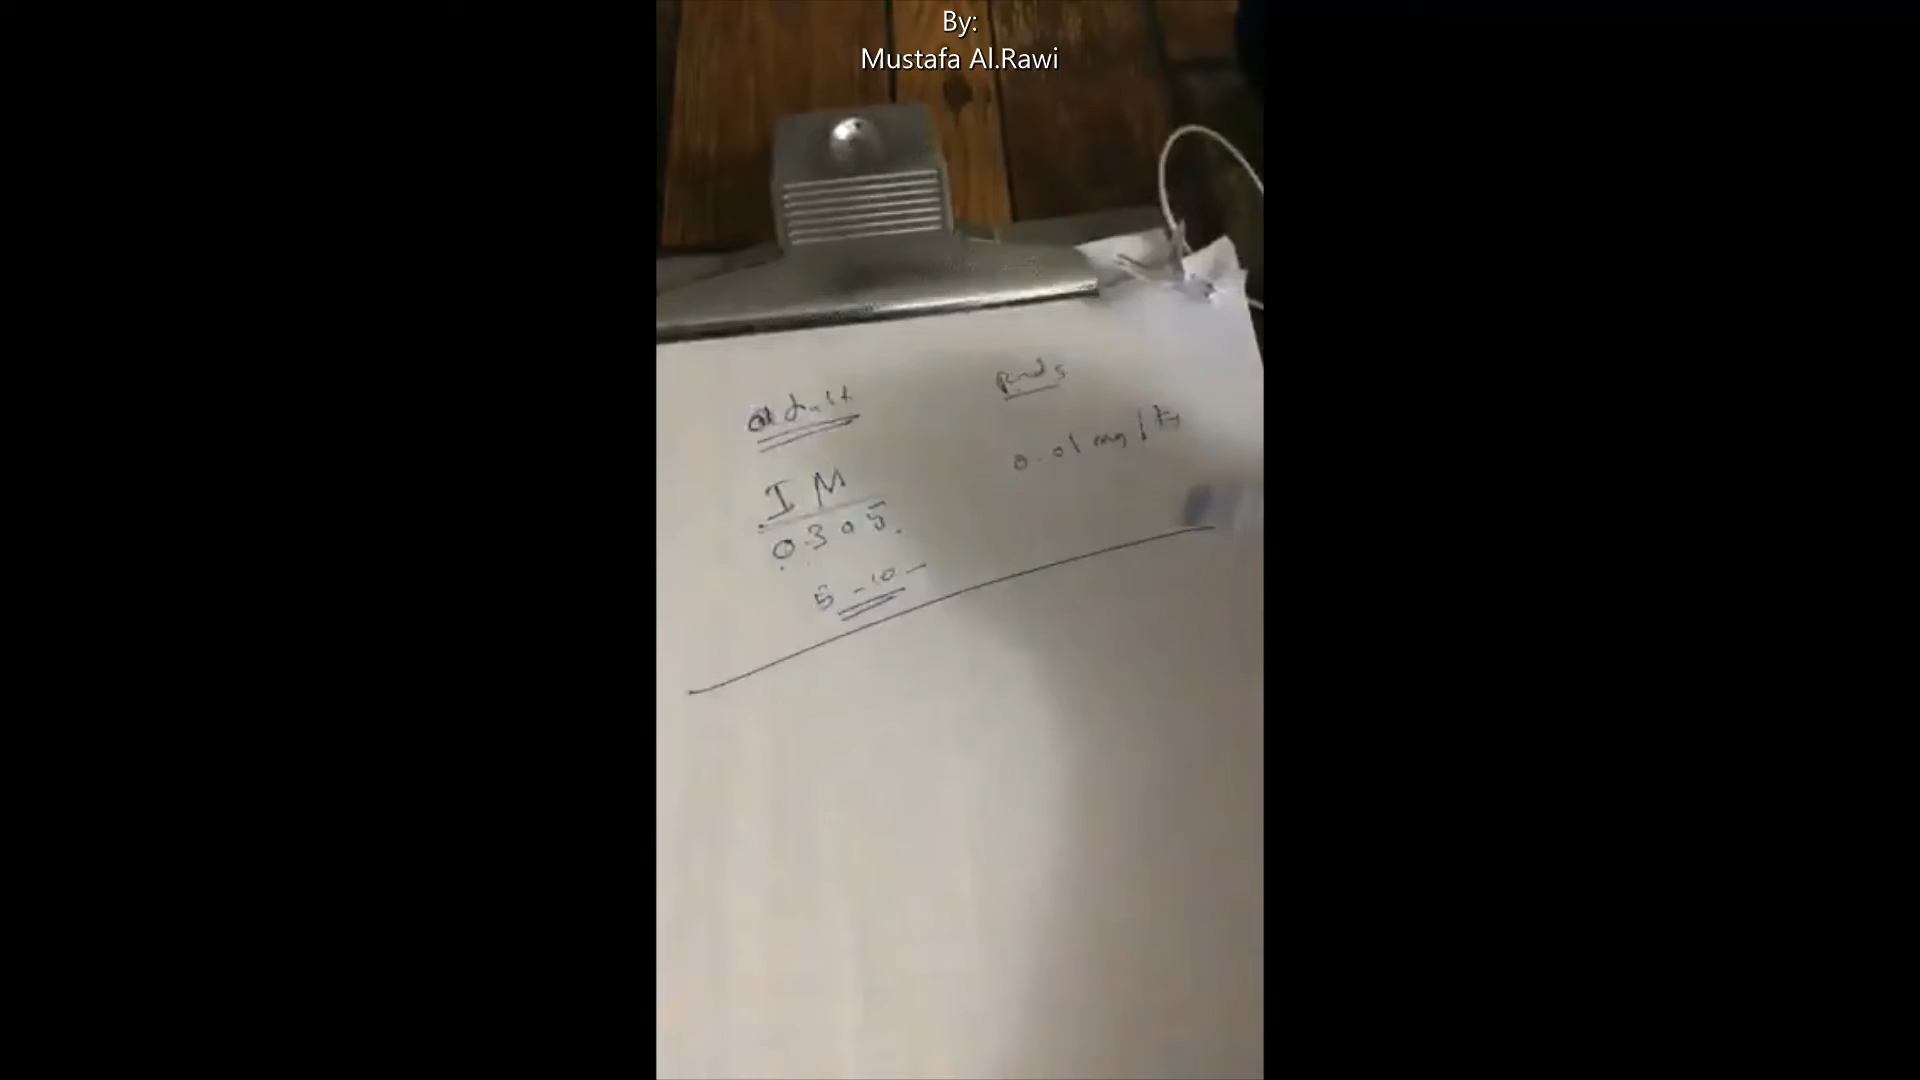 By:
Mustafa Al.Rawi
adult
IM
0.3 0 5
5 - 10 -
peds
0.01 mg / kg